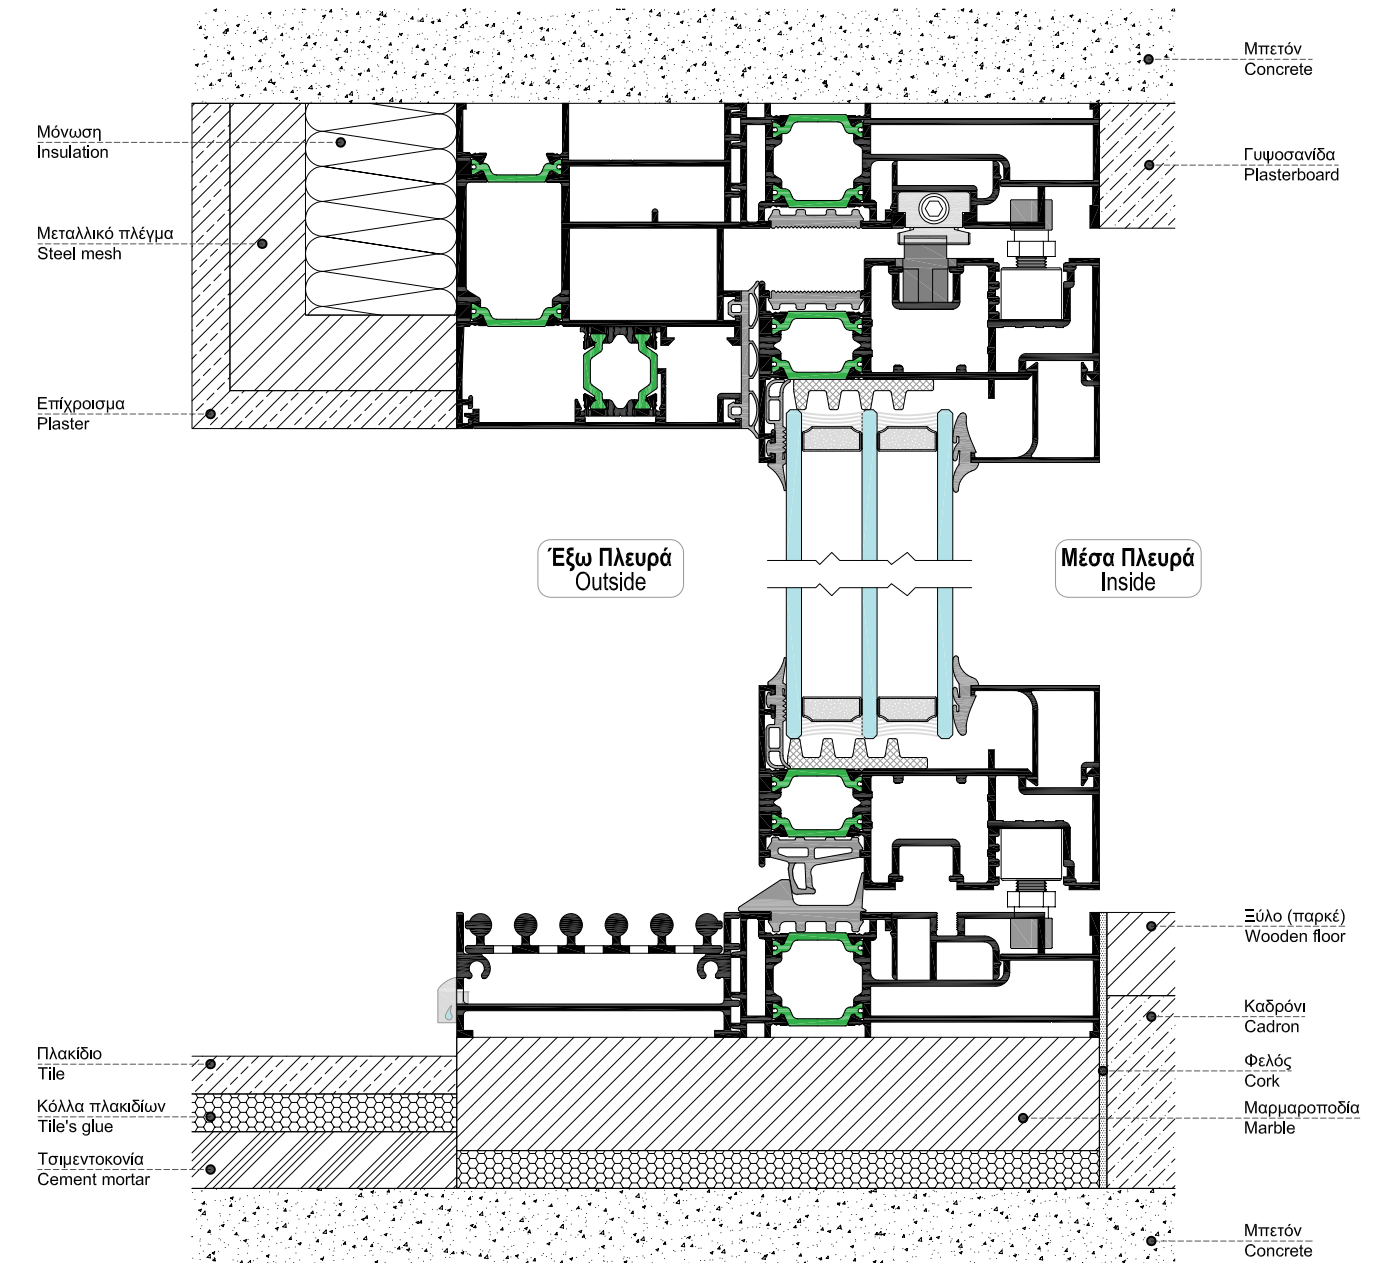 Μπετόν
Concrete
Μόνωση
Insulation
Γυψοσανίδα
Plasterboard
Μεταλλικό πλέγμα
Steel mesh
Επίχροισμα
Plaster
Έξω Πλευρά
Outside
Μέσα Πλευρά
Inside
Ξύλο (παρκέ)
Wooden floor
Καδρόνι
Cadron
Πλακίδιο
Tile
Φελός
Cork
Κόλλα πλακιδίων
Tile's glue
Μαρμαροποδία
Marble
Τσιμεντοκονία
Cement mortar
Μπετόν
Concrete